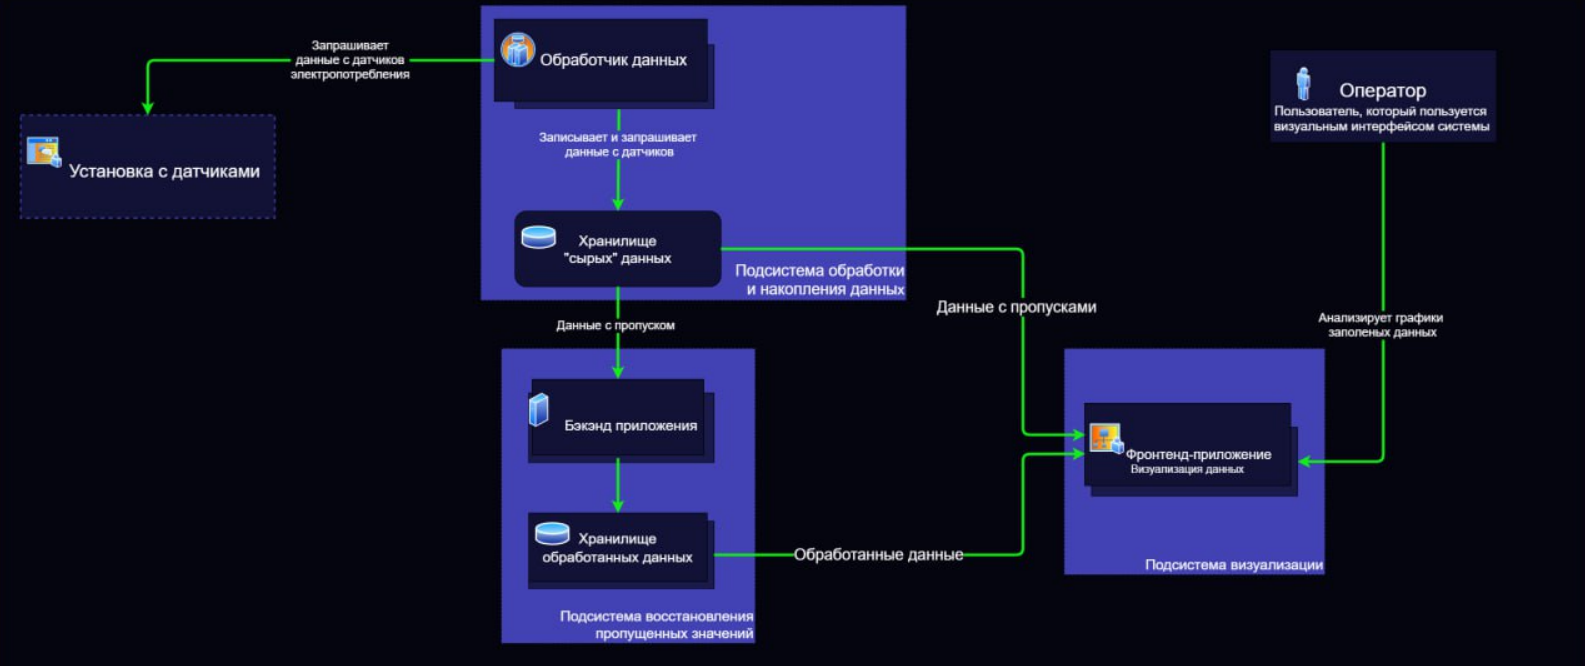 Запрашивает
данные с датчиков
электропотребления
Обработчик данных
Оператор
Пользователь, который пользуется
визуальным интерфейсом системы
Записывает и запрашивает
данные с датчиков
Установка с датчиками
Хранилище
"сырых" данных
Подсистема обработки
и накопления данных
Данные с пропусками
Данные с пропуском
Анализирует графики
заполеных данных
Бэкэнд приложения
Фронтенд-приложение
Визуализация данных
Хранилище
обработанных данных
Обработанные данные
Подсистема визуализации
Подсистема восстановления
пропущенных значений